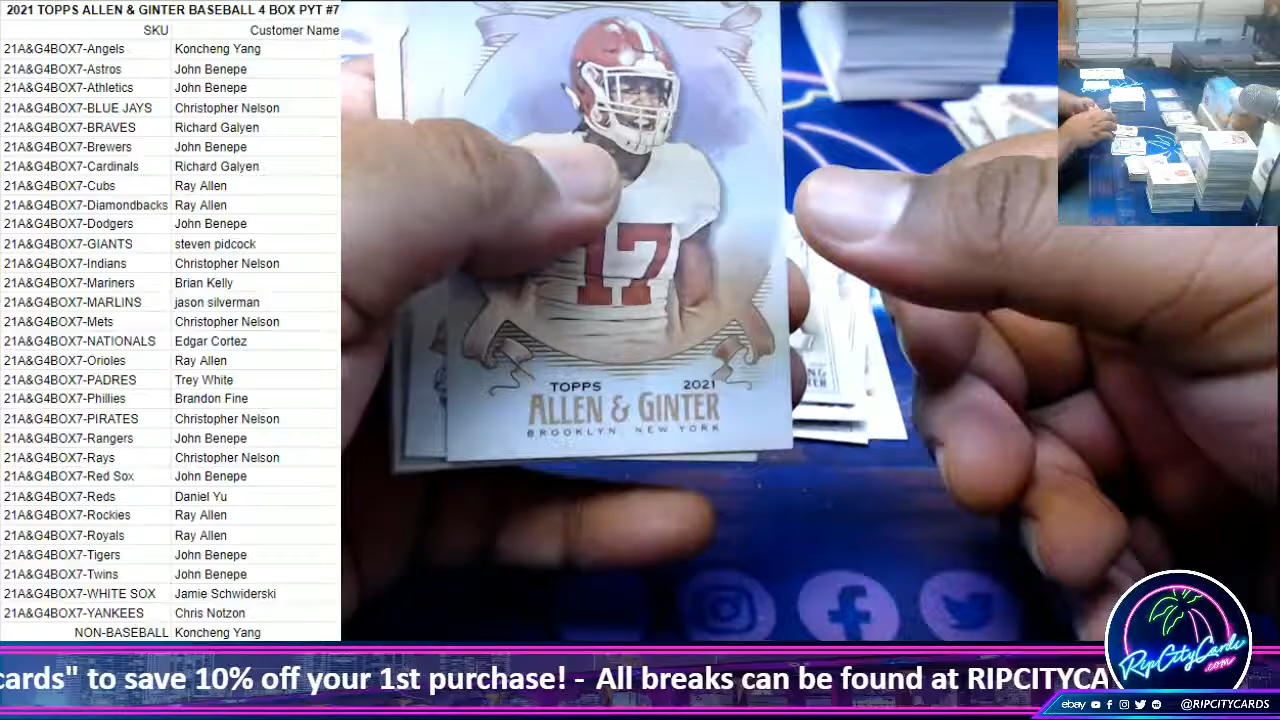 2021 TOPPS ALLEN & GINTER BASEBALL 4 BOX PYT #7
SKU Customer Name
21A&G4BOX7-Angels Koncheng Yang
21A&G4BOX7-Astros John Benepe
21A&G4BOX7-Athletics John Benepe
21A&G4BOX7-BLUE JAYS Christopher Nelson
21A&G4BOX7-BRAVES Richard Galyen
21A&G4BOX7-Brewers John Benepe
21A&G4BOX7-Cardinals Richard Galyen
21A&G4BOX7-Cubs Ray Allen
21A&G4BOX7-Diamondbacks Ray Allen
21A&G4BOX7-Dodgers John Benepe
21A&G4BOX7-GIANTS steven pidcock
21A&G4BOX7-Indians Christopher Nelson
21A&G4BOX7-Mariners Brian Kelly
21A&G4BOX7-MARLINS jason silverman
21A&G4BOX7-Mets Christopher Nelson
21A&G4BOX7-NATIONALS Edgar Cortez
21A&G4BOX7-Orioles Ray Allen
21A&G4BOX7-PADRES Trey White
21A&G4BOX7-Phillies Brandon Fine
21A&G4BOX7-PIRATES Christopher Nelson
21A&G4BOX7-Rangers John Benepe
21A&G4BOX7-Rays Christopher Nelson
21A&G4BOX7-Red Sox John Benepe
21A&G4BOX7-Reds Daniel Yu
21A&G4BOX7-Rockies Ray Allen
21A&G4BOX7-Royals Ray Allen
21A&G4BOX7-Tigers John Benepe
21A&G4BOX7-Twins John Benepe
21A&G4BOX7-WHITE SOX Jamie Schwiderski
21A&G4BOX7-YANKEES Chris Notzon
NON-BASEBALL Koncheng Yang
17
TOPPS 2021
ALLEN & GINTER
BROOKLYN, NEW YORK
cards" to save 10% off your 1st purchase! - All breaks can be found at RIPCITYCA
RipCityCards
.com
ebay @RIPCITYCARDS